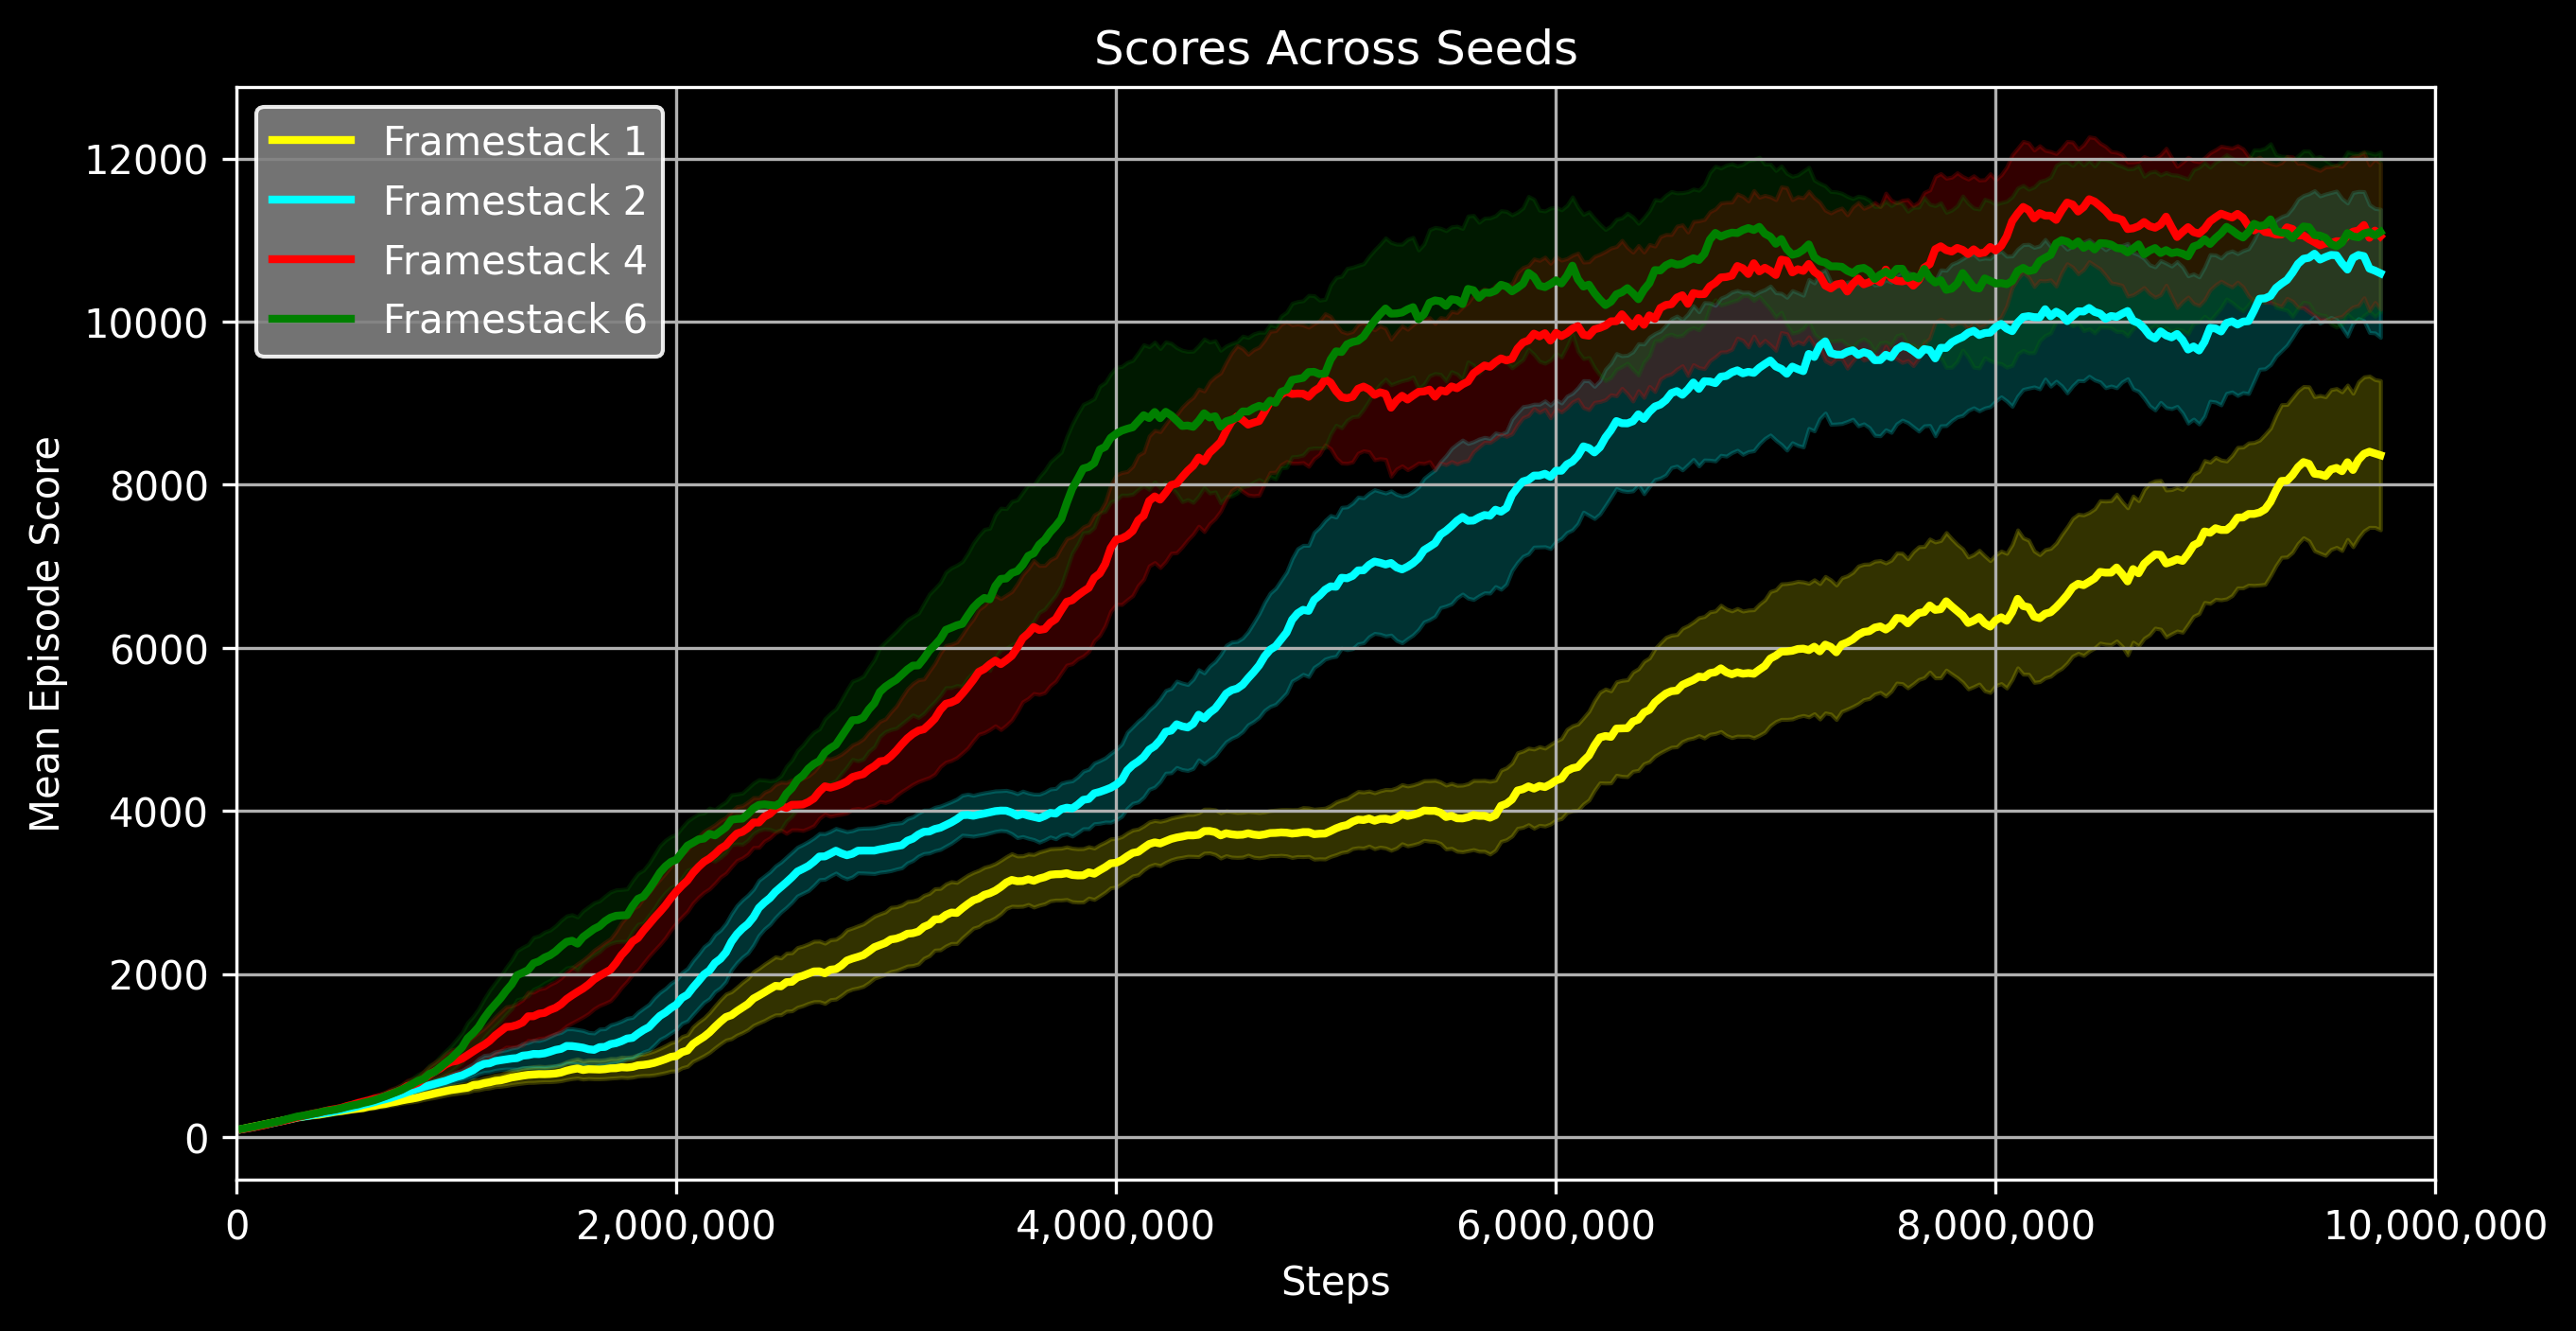 Scores Across Seeds
Framestack 1
Framestack 2
Framestack 4
Framestack 6
Mean Episode Score
12000
10000
8000
6000
4000
2000
0
0
2,000,000
4,000,000
6,000,000
8,000,000
10,000,000
Steps